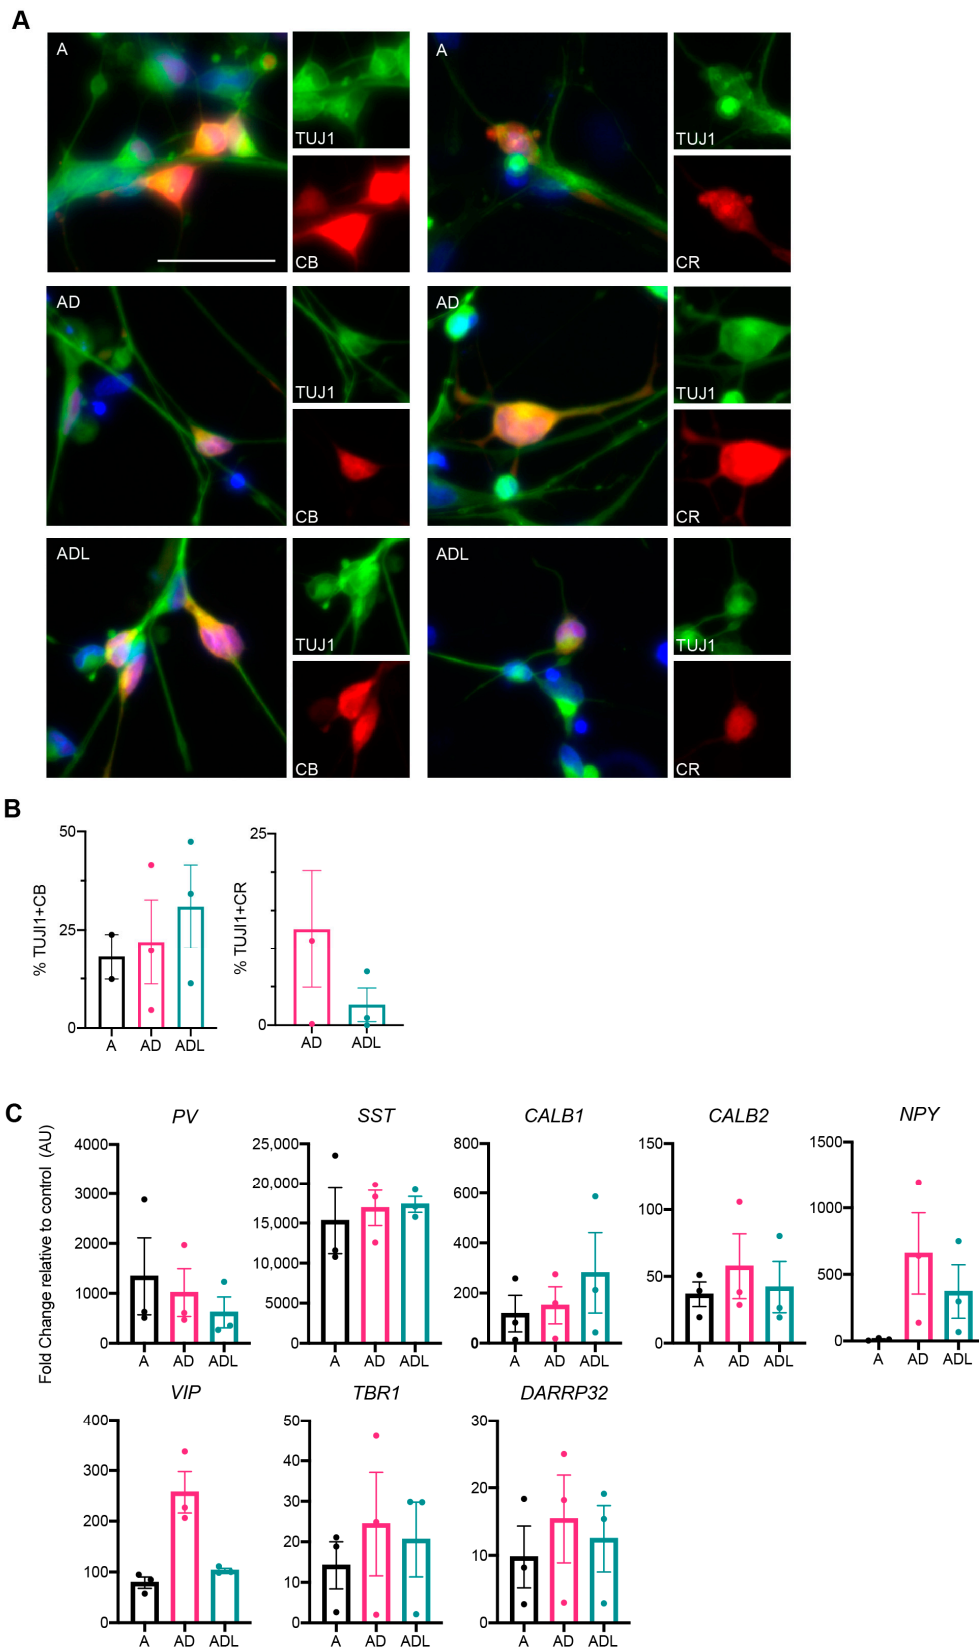 A
A
TUJ1
CB
A
TUJ1
CR
AD
TUJ1
CB
AD
TUJ1
CR
ADL
TUJ1
CB
ADL
TUJ1
CR
B
% TUJI1+CB
50
25
0
A AD ADL
% TUJI1+CR
25
0
AD ADL
C
Fold Change relative to control (AU)
PV
4000
3000
2000
1000
0
A AD ADL
SST
25,000
20,000
15,000
10,000
5000
0
A AD ADL
CALB1
800
600
400
200
0
A AD ADL
CALB2
150
100
50
0
A AD ADL
NPY
1500
1000
500
0
A AD ADL
VIP
400
300
200
100
0
A AD ADL
TBR1
50
40
30
20
10
0
A AD ADL
DARRP32
30
20
10
0
A AD ADL